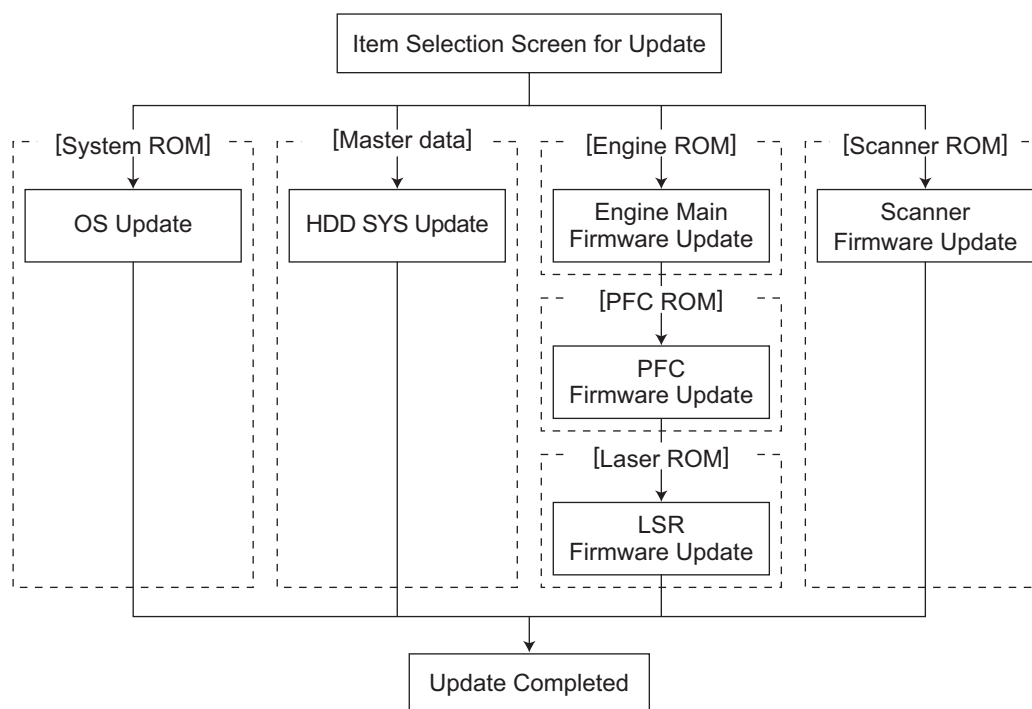 Item Selection Screen for Update
[System ROM]
[Master data]
[Engine ROM]
[Scanner ROM]
OS Update
HDD SYS Update
Engine Main
Firmware Update
Scanner
Firmware Update
[PFC ROM]
PFC
Firmware Update
[Laser ROM]
LSR
Firmware Update
Update Completed